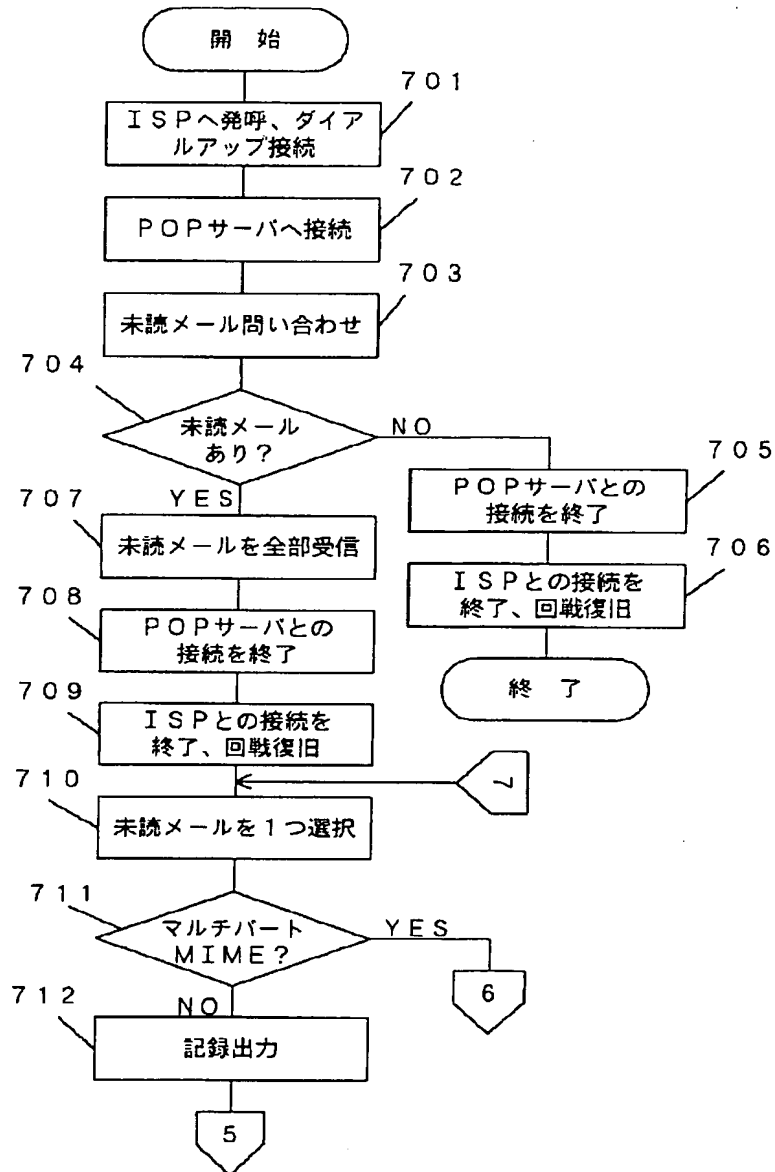 開 始
701
ISPへ発呼、ダイア
ルアップ接続
702
POPサーバへ接続
703
未読メール問い合わせ
704
未読メール
あり?
NO
YES
705
POPサーバとの
接続を終了
706
ISPとの接続を
終了、回戦復旧
終 了
707
未読メールを全部受信
708
POPサーバとの
接続を終了
709
ISPとの接続を
終了、回戦復旧
7
710
未読メールを1つ選択
711
マルチパート
MIME?
YES
6
NO
712
記録出力
5